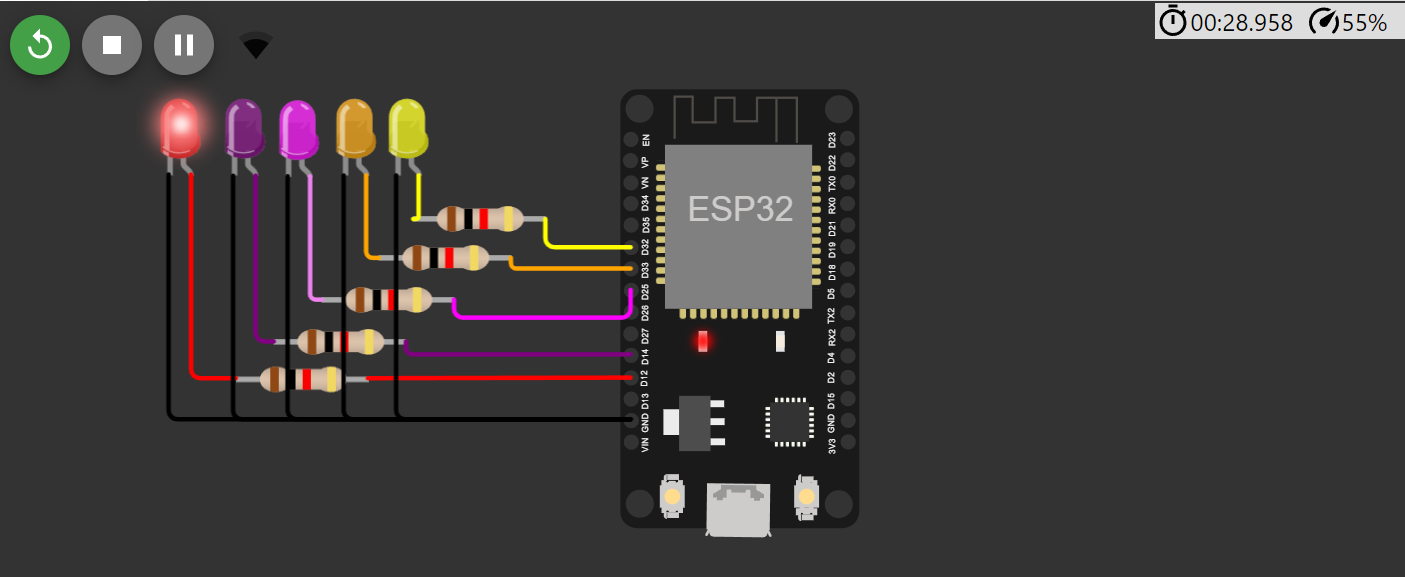 00:28.958 55%
ESP32
EN
VP
VN
D34
D35
D32
D33
D25
D26
D27
D14
D12
D13
GND
VIN
D23
D22
TX0
RX0
D21
D19
D18
D5
TX2
RX2
D4
D2
D15
GND
3V3